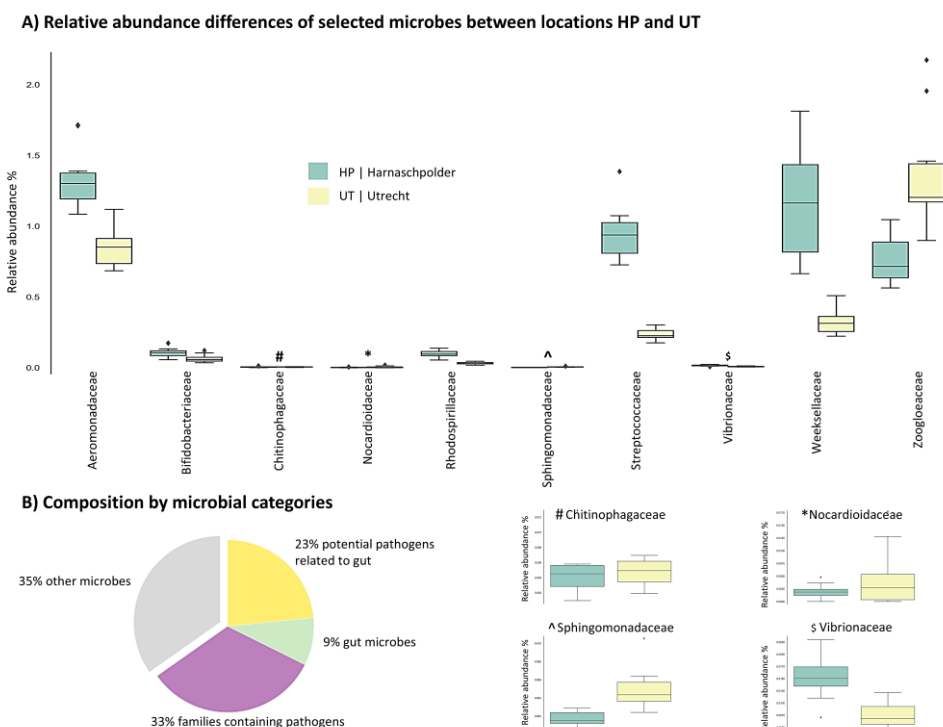 A) Relative abundance differences of selected microbes between locations HP and UT
Relative abundance %
2.0
1.5
1.0
0.5
0.0
HP | Harnaschpolder
UT | Utrecht
#
*
^
$
Aeromonadaceae
Bifidobacteriaceae
Chitinophagaceae
Nocardioidaceae
Rhodospirillaceae
Sphingomonadaceae
Streptococcaceae
Vibrionaceae
Weeksellaceae
Zoogloeaceae
B) Composition by microbial categories
23% potential pathogens
related to gut
35% other microbes
9% gut microbes
33% families containing pathogens
# Chitinophagaceae
Relative abundance %
*Nocardioidaceae
Relative abundance %
^ Sphingomonadaceae
Relative abundance %
$ Vibrionaceae
Relative abundance %